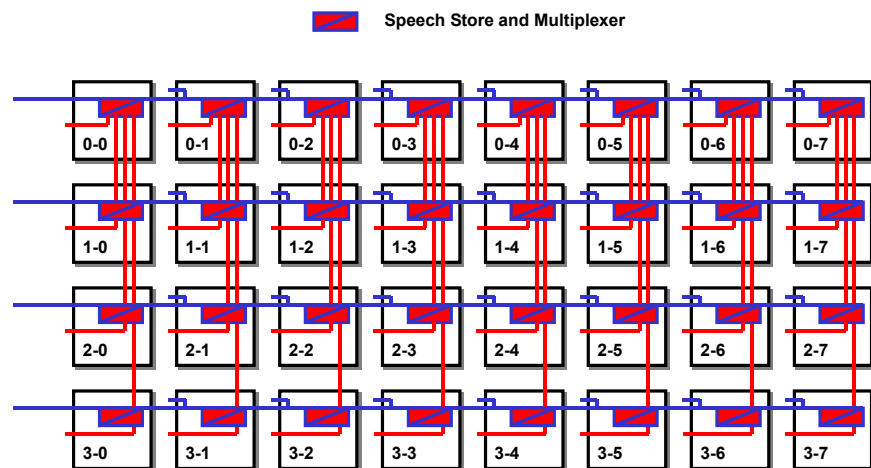 Speech Store and Multiplexer
0-0 0-1 0-2 0-3 0-4 0-5 0-6 0-7
1-0 1-1 1-2 1-3 1-4 1-5 1-6 1-7
2-0 2-1 2-2 2-3 2-4 2-5 2-6 2-7
3-0 3-1 3-2 3-3 3-4 3-5 3-6 3-7